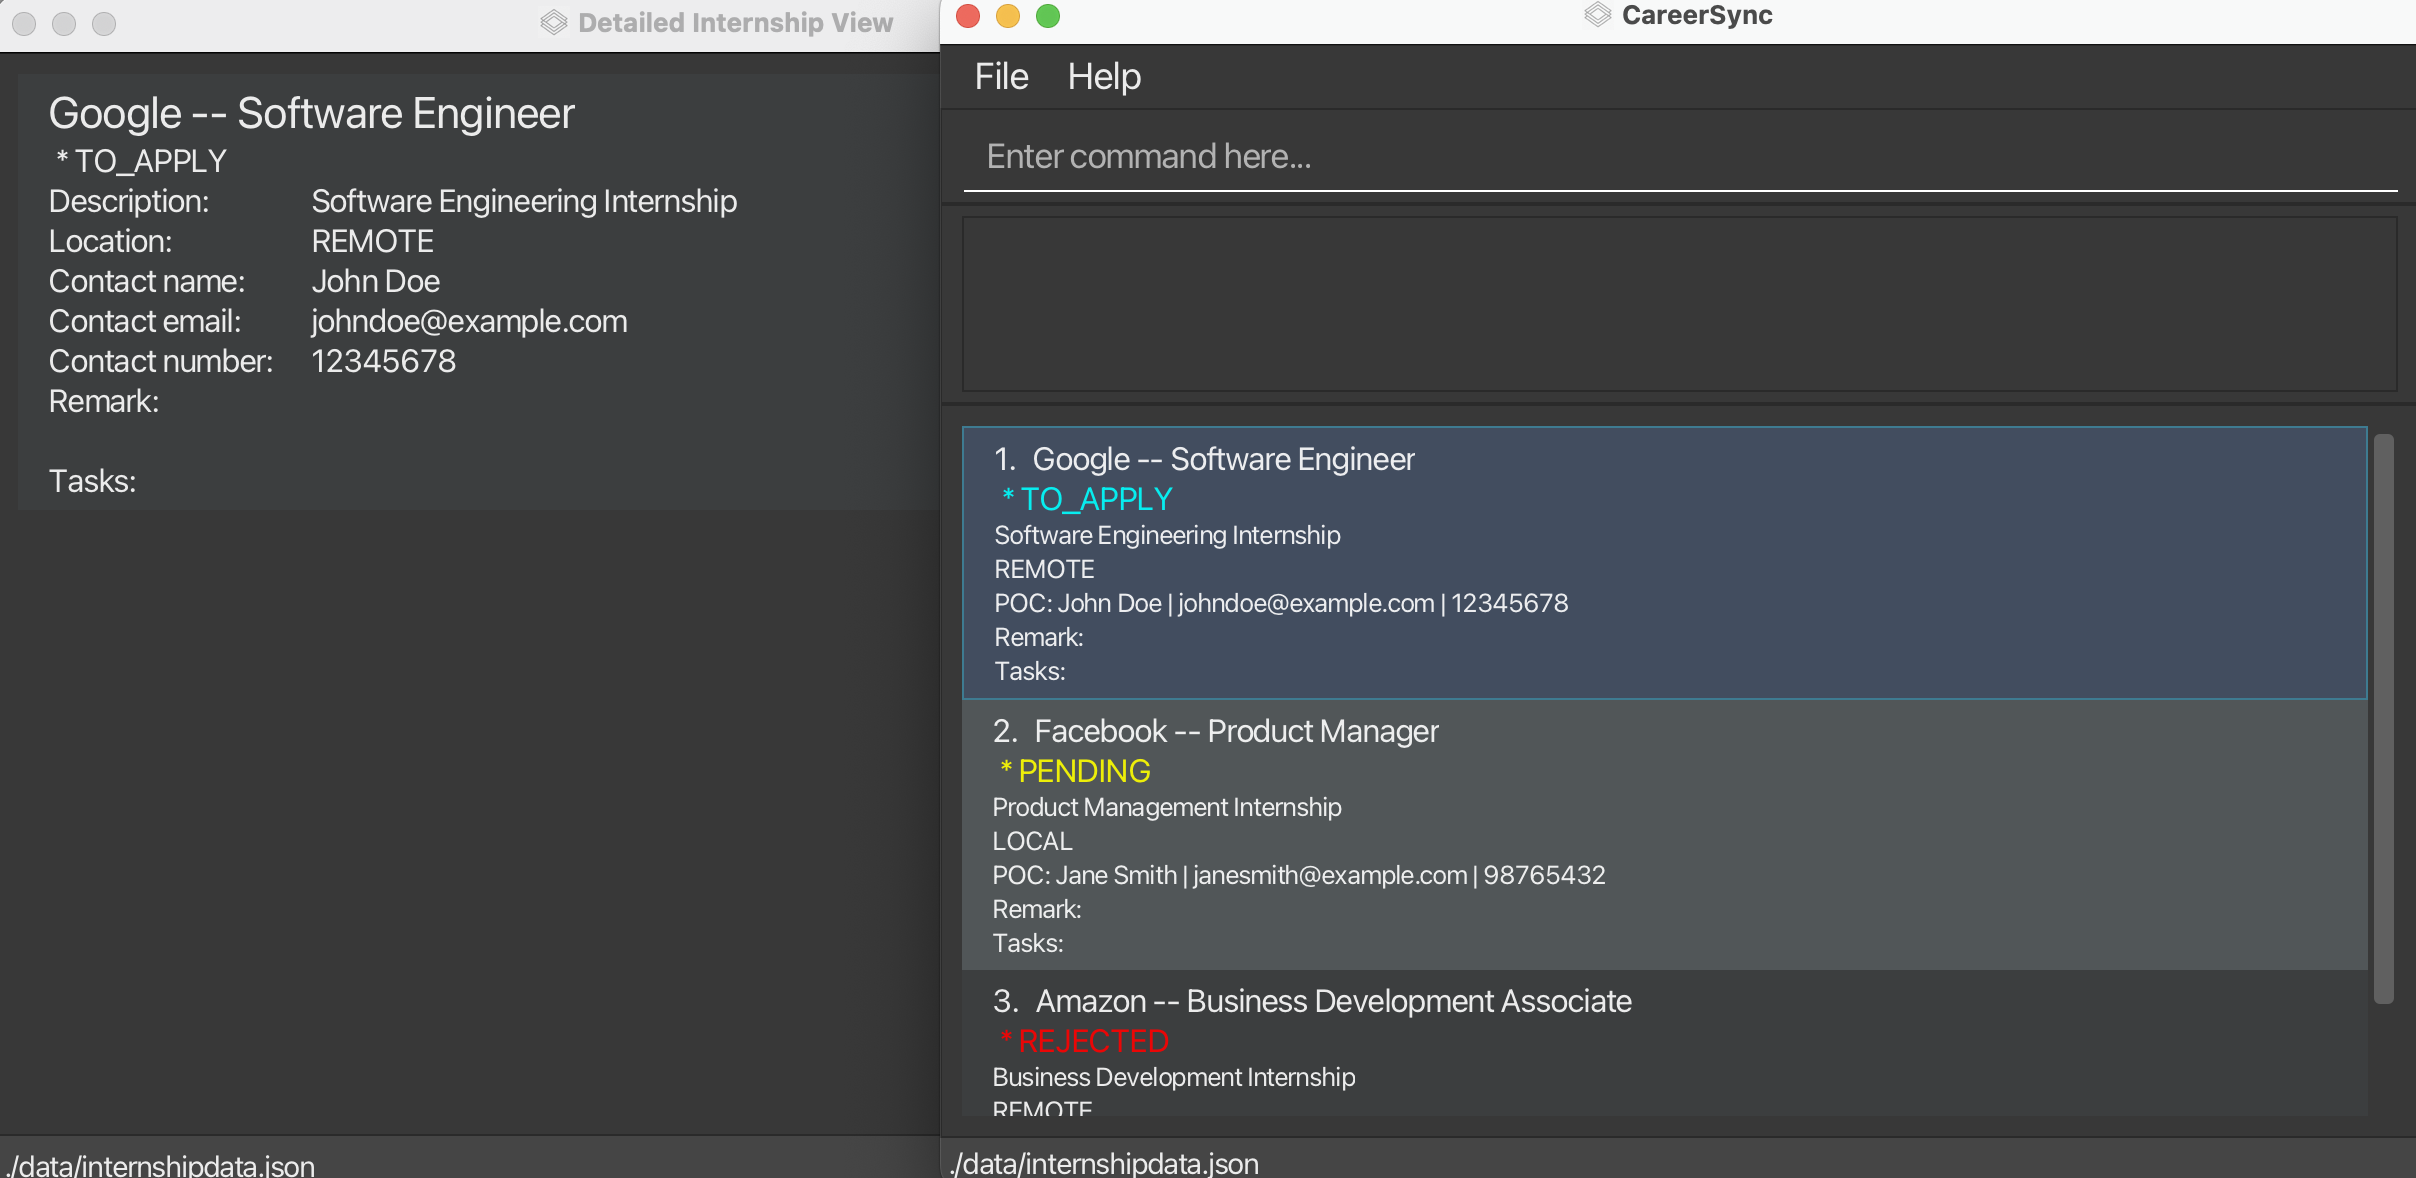 Detailed Internship View
Google -- Software Engineer
* TO_APPLY
Description: Software Engineering Internship
Location: REMOTE
Contact name: John Doe
Contact email: johndoe@example.com
Contact number: 12345678
Remark:
Tasks:
./data/internshipdata.json
CareerSync
File Help
Enter command here...
1. Google -- Software Engineer
* TO_APPLY
Software Engineering Internship
REMOTE
POC: John Doe | johndoe@example.com | 12345678
Remark:
Tasks:
2. Facebook -- Product Manager
* PENDING
Product Management Internship
LOCAL
POC: Jane Smith | janesmith@example.com | 98765432
Remark:
Tasks:
3. Amazon -- Business Development Associate
* REJECTED
Business Development Internship
REMOTE
./data/internshipdata.json